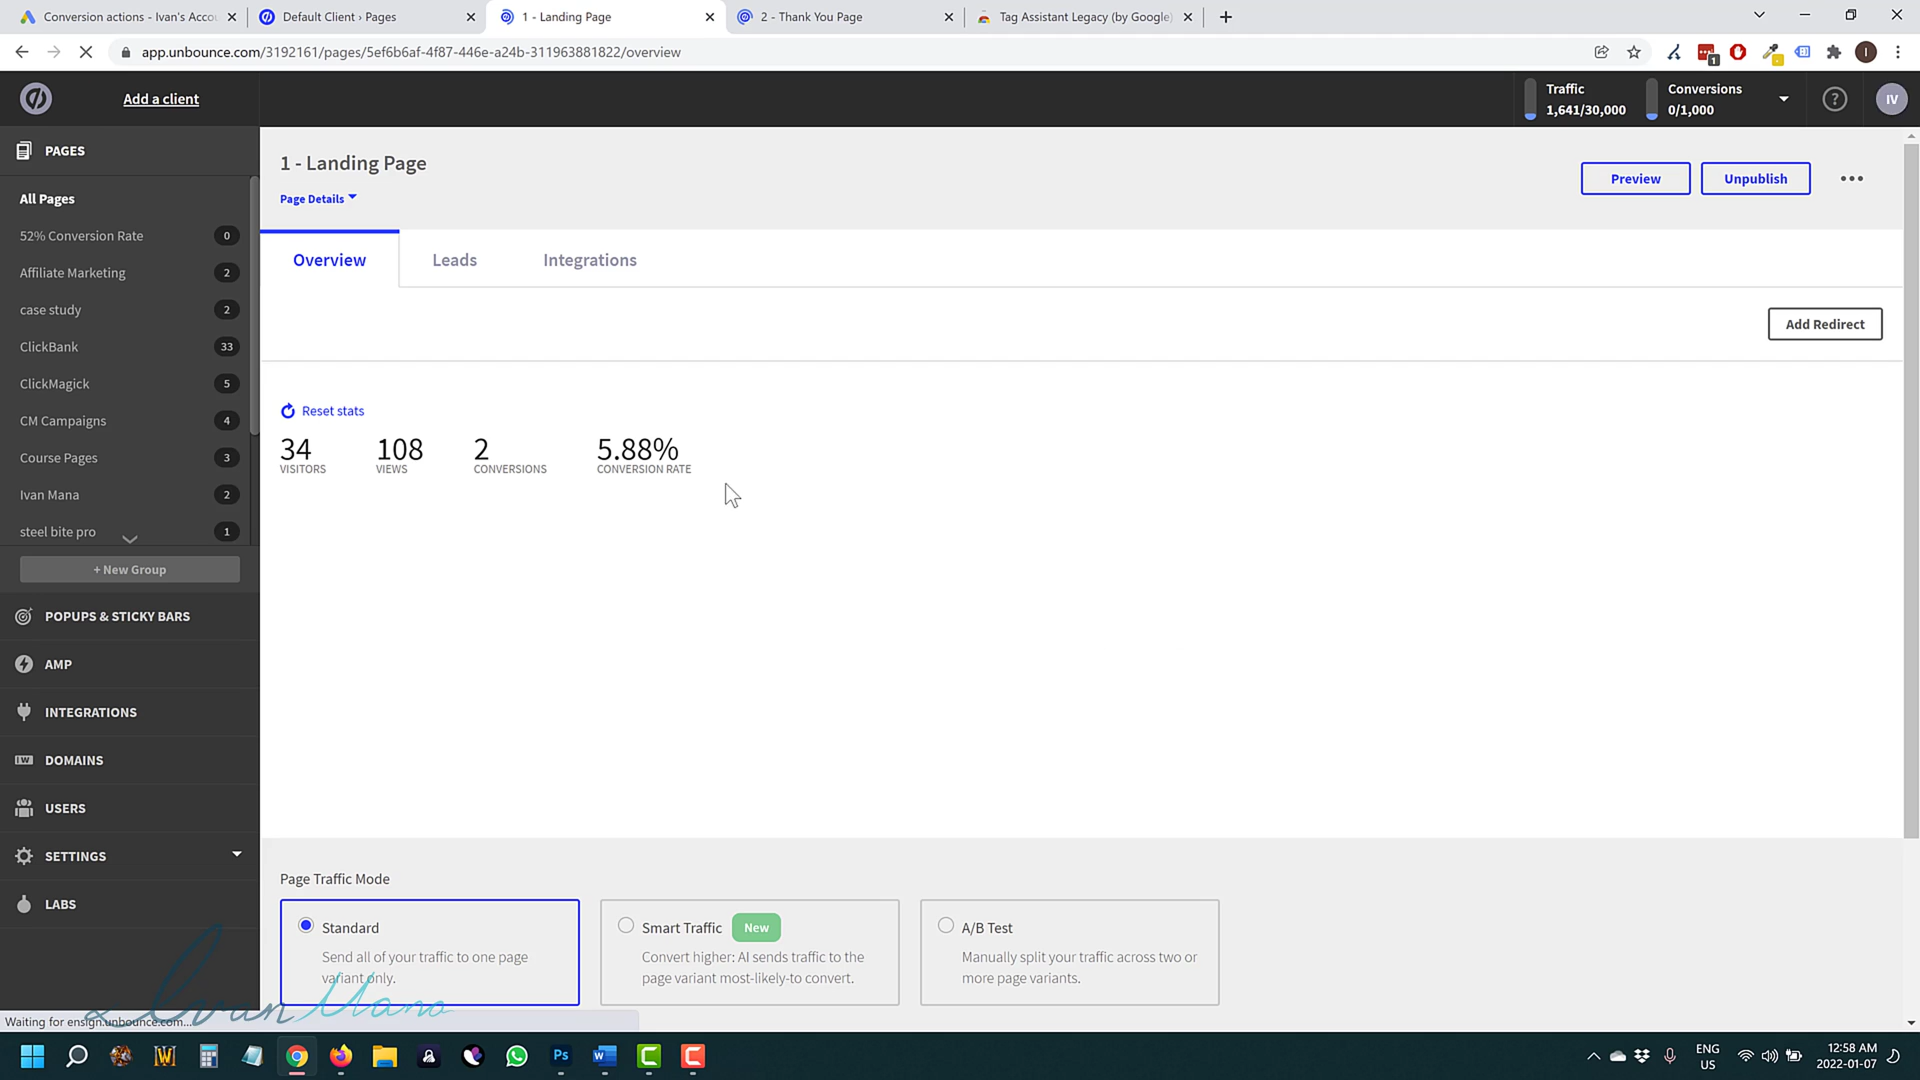 Conversion actions - Ivan's Accou
Default Client › Pages
1 - Landing Page
2 - Thank You Page
Tag Assistant Legacy (by Google)
app.unbounce.com/3192161/pages/5ef6b6af-4f87-446e-a24b-311963881822/overview
Add a client
Traffic
1,641/30,000
Conversions
0/1,000
IV
PAGES
All Pages
52% Conversion Rate 0
Affiliate Marketing 2
case study 2
ClickBank 33
ClickMagick 5
CM Campaigns 4
Course Pages 3
Ivan Mana 2
steel bite pro 1
+ New Group
POPUPS & STICKY BARS
AMP
INTEGRATIONS
DOMAINS
USERS
SETTINGS
LABS
1 - Landing Page
Page Details
Preview
Unpublish
Overview
Leads
Integrations
Add Redirect
Reset stats
34
VISITORS
108
VIEWS
2
CONVERSIONS
5.88%
CONVERSION RATE
Page Traffic Mode
Standard
Send all of your traffic to one page
variant only.
Smart Traffic New
Convert higher: AI sends traffic to the
page variant most-likely-to convert.
A/B Test
Manually split your traffic across two or
more page variants.
Ivan Mana
Waiting for ensign.unbounce.com...
ENG
US
12:58 AM
2022-01-07